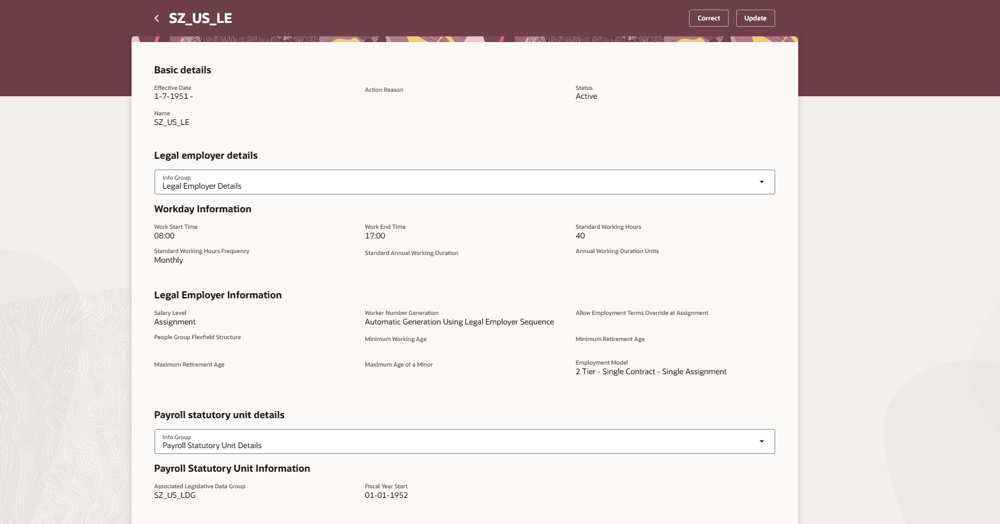 SZ_US_LE
Correct
Update
Basic details
Effective Date
1-7-1951 -
Action Reason
Status
Active
Name
SZ_US_LE
Legal employer details
Info Group
Legal Employer Details
Workday Information
Work Start Time
08:00
Work End Time
17:00
Standard Working Hours
40
Standard Working Hours Frequency
Monthly
Standard Annual Working Duration
Annual Working Duration Units
Legal Employer Information
Salary Level
Assignment
Worker Number Generation
Automatic Generation Using Legal Employer Sequence
Allow Employment Terms Override at Assignment
People Group Flexfield Structure
Minimum Working Age
Minimum Retirement Age
Maximum Retirement Age
Maximum Age of a Minor
Employment Model
2 Tier - Single Contract - Single Assignment
Payroll statutory unit details
Info Group
Payroll Statutory Unit Details
Payroll Statutory Unit Information
Associated Legislative Data Group
SZ_US_LDG
Fiscal Year Start
01-01-1952